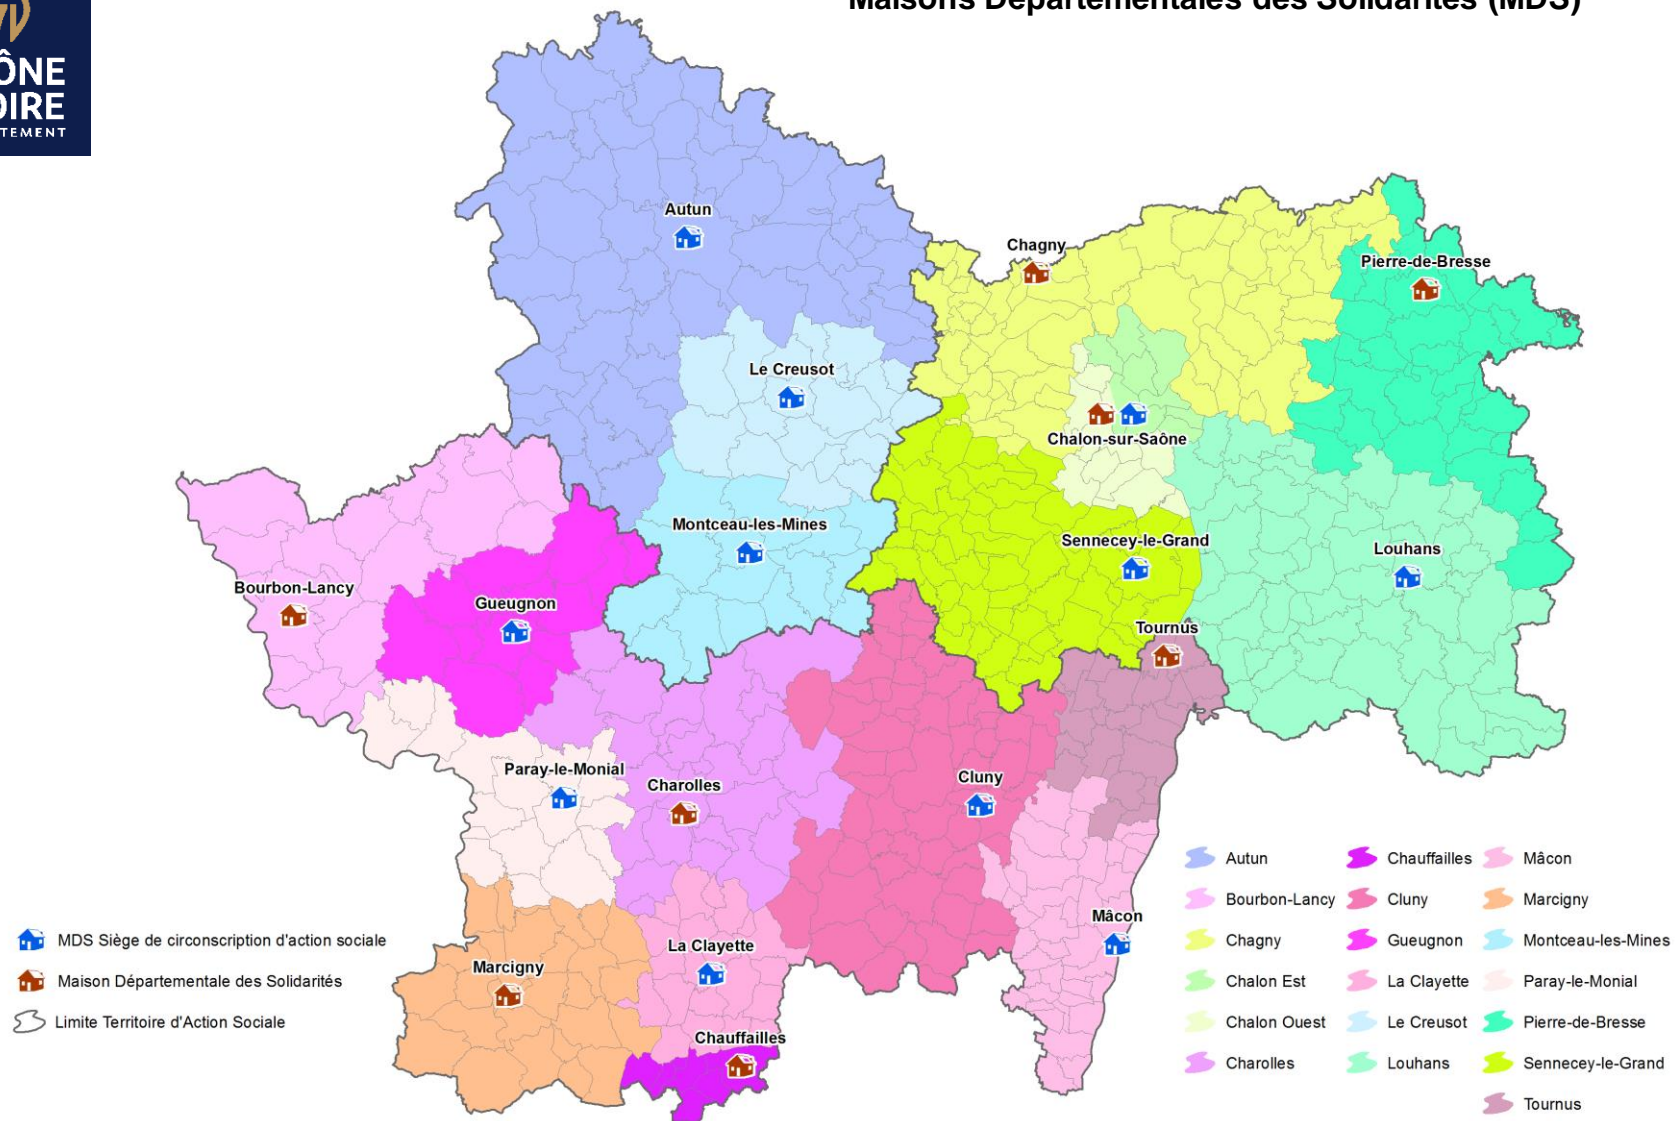 Maisons Départementales des Solidarités (MDS)
ÔNE
OIRE
TEMENT
Autun
Chagny
Pierre-de-Bresse
Le Creusot
Chalon-sur-Saône
Montceau-les-Mines
Sennecey-le-Grand
Louhans
Bourbon-Lancy
Gueugnon
Tournus
Paray-le-Monial
Charolles
Cluny
Mâcon
La Clayette
Marcigny
Chauffailles
MDS Siège de circonscription d'action sociale
Maison Départementale des Solidarités
Limite Territoire d'Action Sociale
Autun
Bourbon-Lancy
Chagny
Chalon Est
Chalon Ouest
Charolles
Chauffailles
Cluny
Gueugnon
La Clayette
Le Creusot
Louhans
Mâcon
Marcigny
Montceau-les-Mines
Paray-le-Monial
Pierre-de-Bresse
Sennecey-le-Grand
Tournus